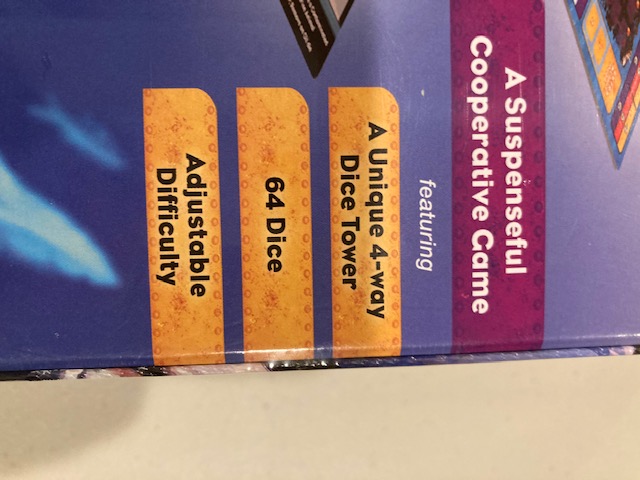 A Suspenseful
Cooperative Game
featuring
A Unique 4-way
Dice Tower
64 Dice
Adjustable
Difficulty